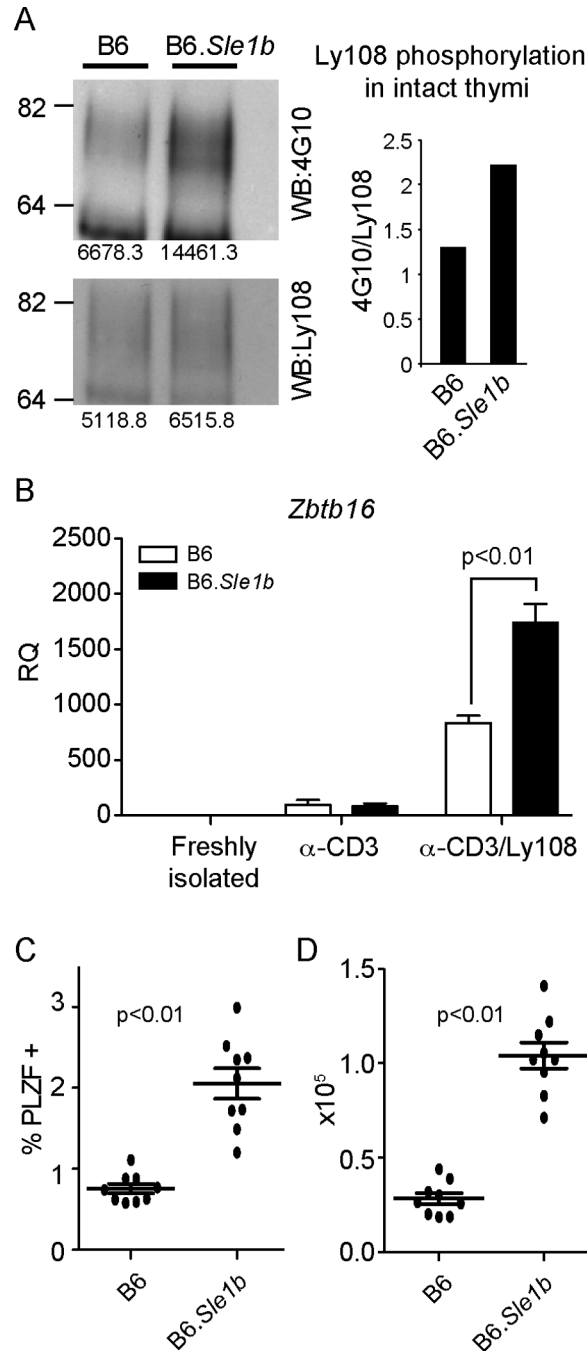 A
B6 B6.Sle1b
82
64
WB:4G10
6678.3 14461.3
82
64
WB:Ly108
5118.8 6515.8
Ly108 phosphorylation
in intact thymi
2.5
2
1.5
1
0.5
0
4G10/Ly108
B6
B6.Sle1b
B
Zbtb16
2500
2000
1500
1000
500
0
RQ
B6
B6.Sle1b
p<0.01
Freshly
isolated
α-CD3
α-CD3/Ly108
C
3
2
1
0
% PLZF +
p<0.01
B6
B6.Sle1b
D
1.5
1.0
0.5
0.0
x10⁵
p<0.01
B6
B6.Sle1b